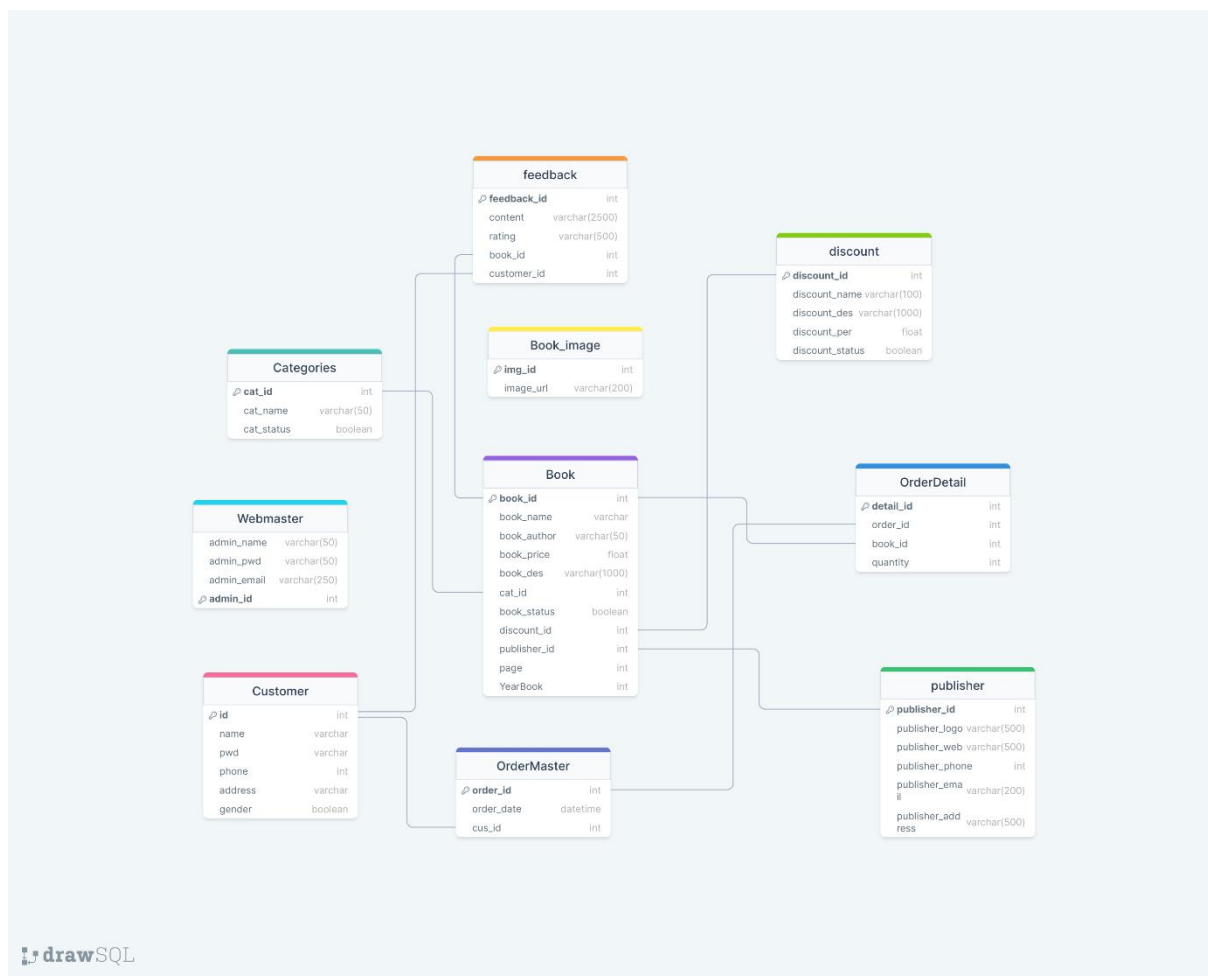 feedback
feedback_id int
content varchar(2500)
rating varchar(500)
book_id int
customer_id int
discount
discount_id int
discount_name varchar(100)
discount_des varchar(1000)
discount_per float
discount_status boolean
Book_image
img_id int
image_url varchar(200)
Categories
cat_id int
cat_name varchar(50)
cat_status boolean
Book
book_id int
book_name varchar
book_author varchar(50)
book_price float
book_des varchar(1000)
cat_id int
book_status boolean
discount_id int
publisher_id int
page int
YearBook int
OrderDetail
detail_id int
order_id int
book_id int
quantity int
Webmaster
admin_name varchar(50)
admin_pwd varchar(50)
admin_email varchar(250)
admin_id int
Customer
id int
name varchar
pwd varchar
phone int
address varchar
gender boolean
OrderMaster
order_id int
order_date datetime
cus_id int
publisher
publisher_id int
publisher_logo varchar(500)
publisher_web varchar(500)
publisher_phone int
publisher_ema
il varchar(200)
publisher_add
ress varchar(500)
drawSQL